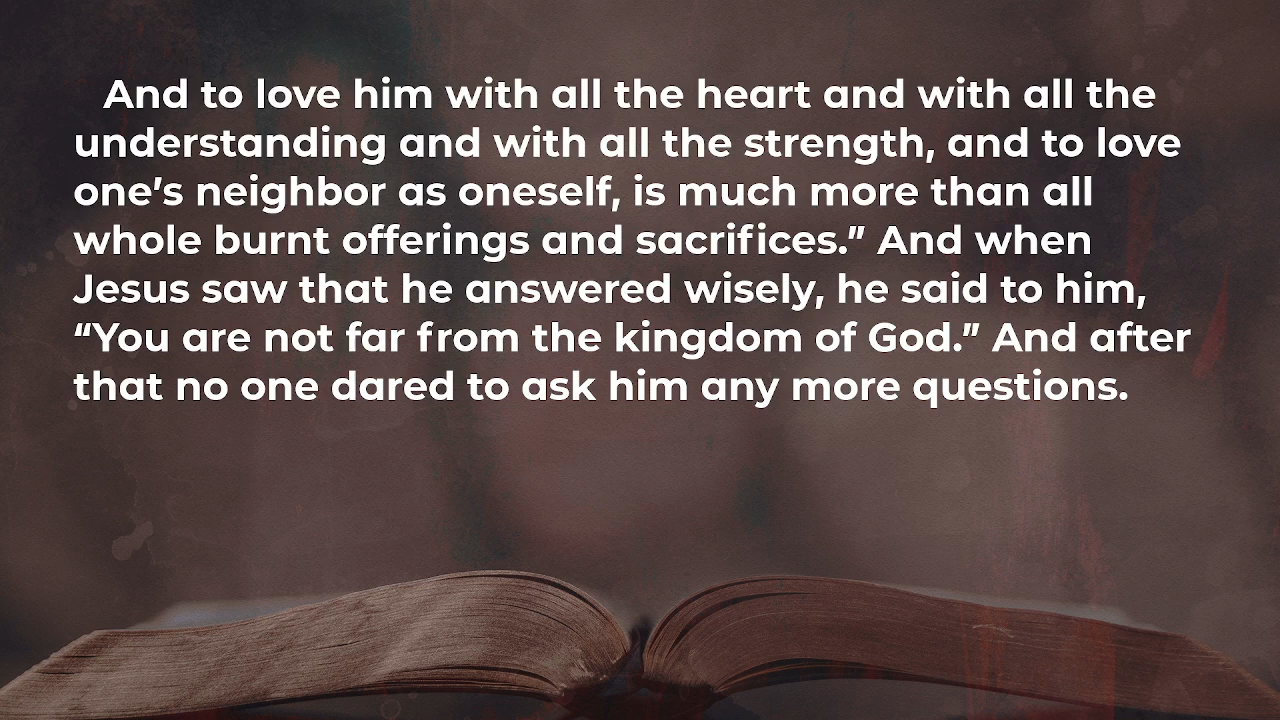 And to love him with all the heart and with all the
understanding and with all the strength, and to love
one's neighbor as oneself, is much more than all
whole burnt offerings and sacrifices.” And when
Jesus saw that he answered wisely, he said to him,
“You are not far from the kingdom of God.” And after
that no one dared to ask him any more questions.